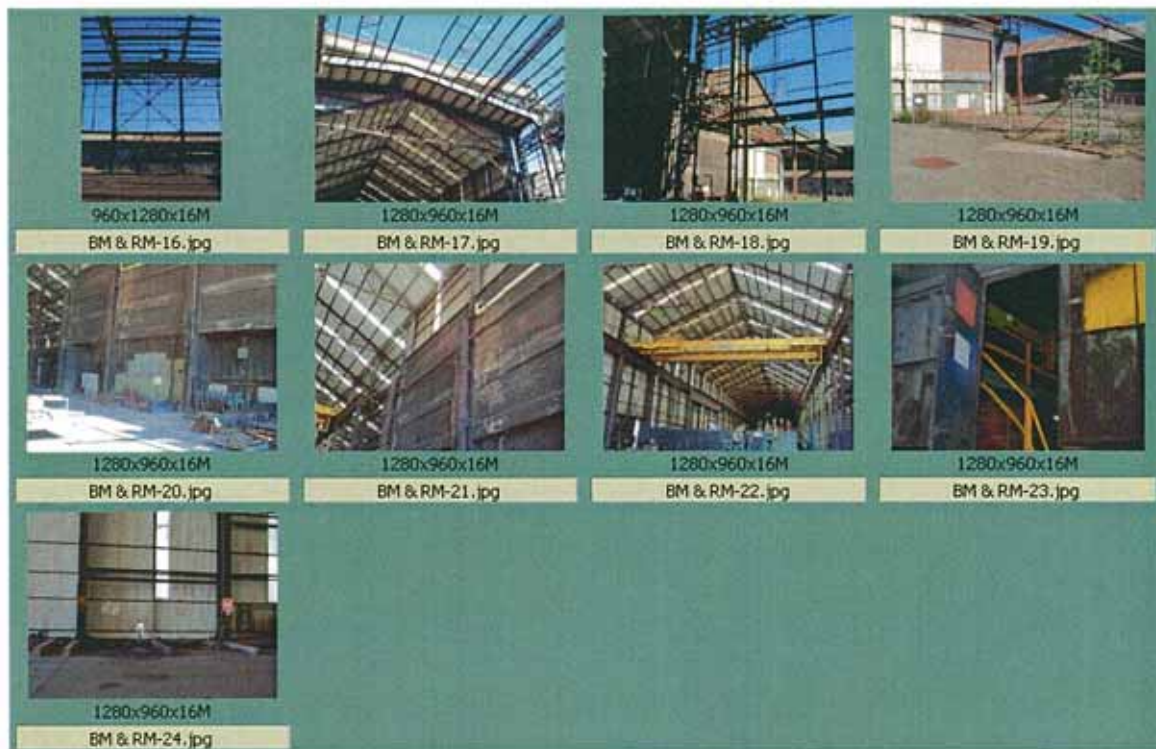 960x1280x16M
1280x960x16M
1280x960x16M
1280x960x16M
BM & RM-16.jpg
BM & RM-17.jpg
BM & RM-18.jpg
BM & RM-19.jpg
1280x960x16M
1280x960x16M
1280x960x16M
1280x960x16M
BM & RM-20.jpg
BM & RM-21.jpg
BM & RM-22.jpg
BM & RM-23.jpg
1280x960x16M
BM & RM-24.jpg